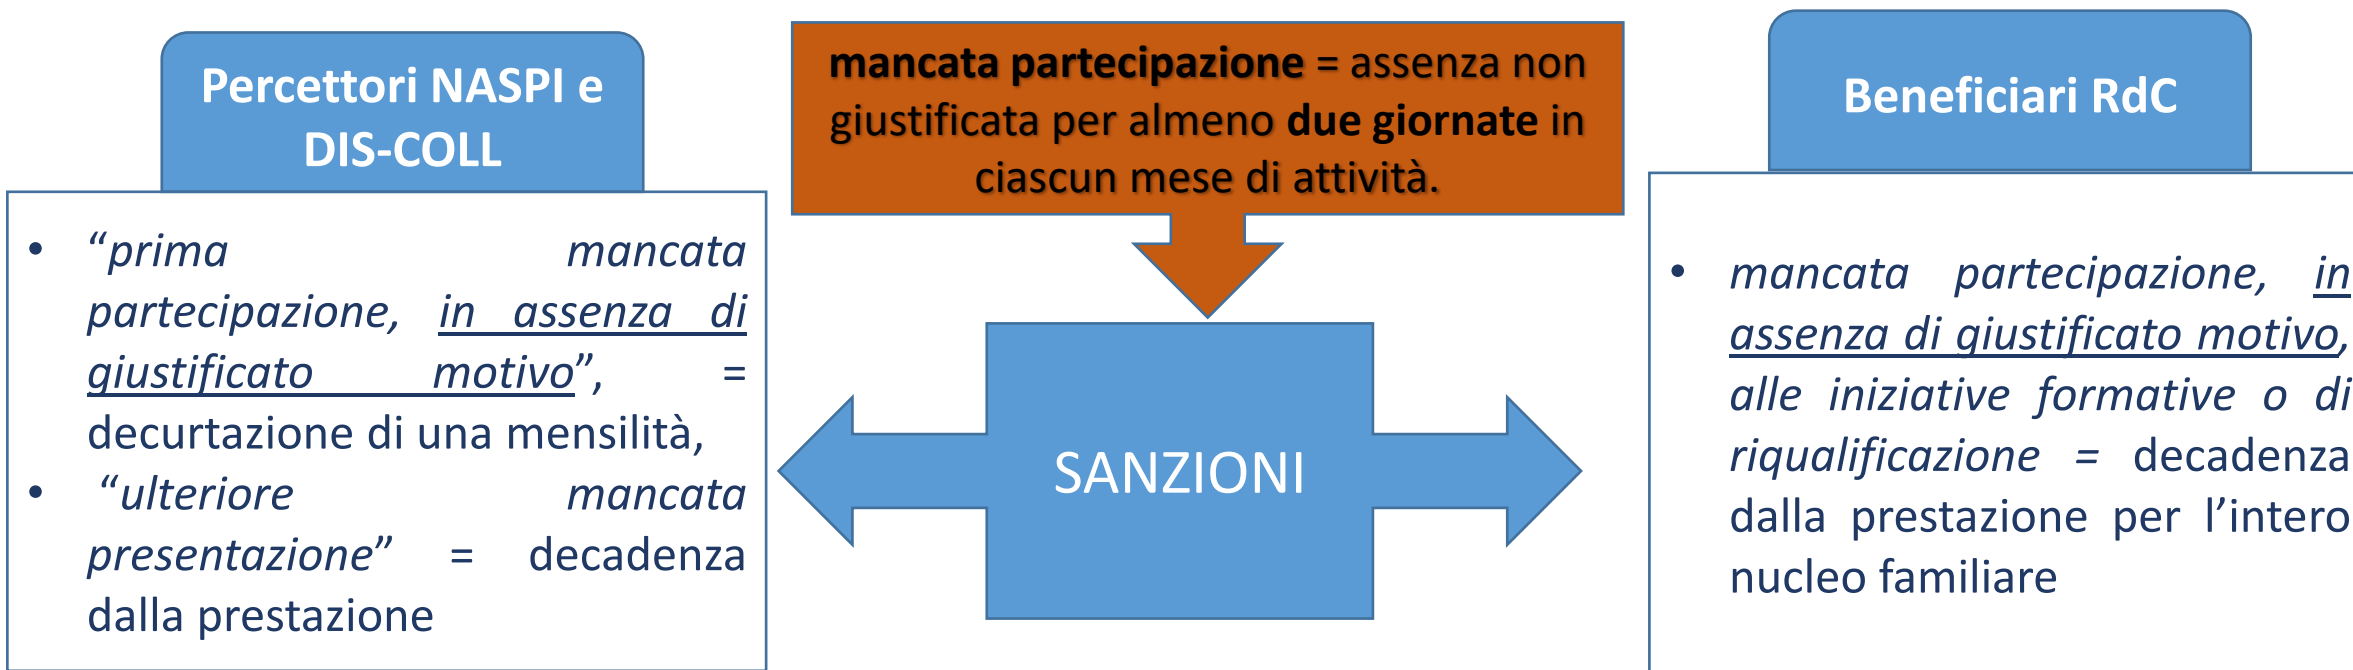 Percettori NASPI e
DIS-COLL
• “prima mancata
partecipazione, in assenza di
giustificato motivo”, =
decurtazione di una mensilità,
• “ulteriore mancata
presentazione” = decadenza
dalla prestazione
mancata partecipazione = assenza non
giustificata per almeno due giornate in
ciascun mese di attività.
SANZIONI
Beneficiari RdC
• mancata partecipazione, in
assenza di giustificato motivo,
alle iniziative formative o di
riqualificazione = decadenza
dalla prestazione per l’intero
nucleo familiare